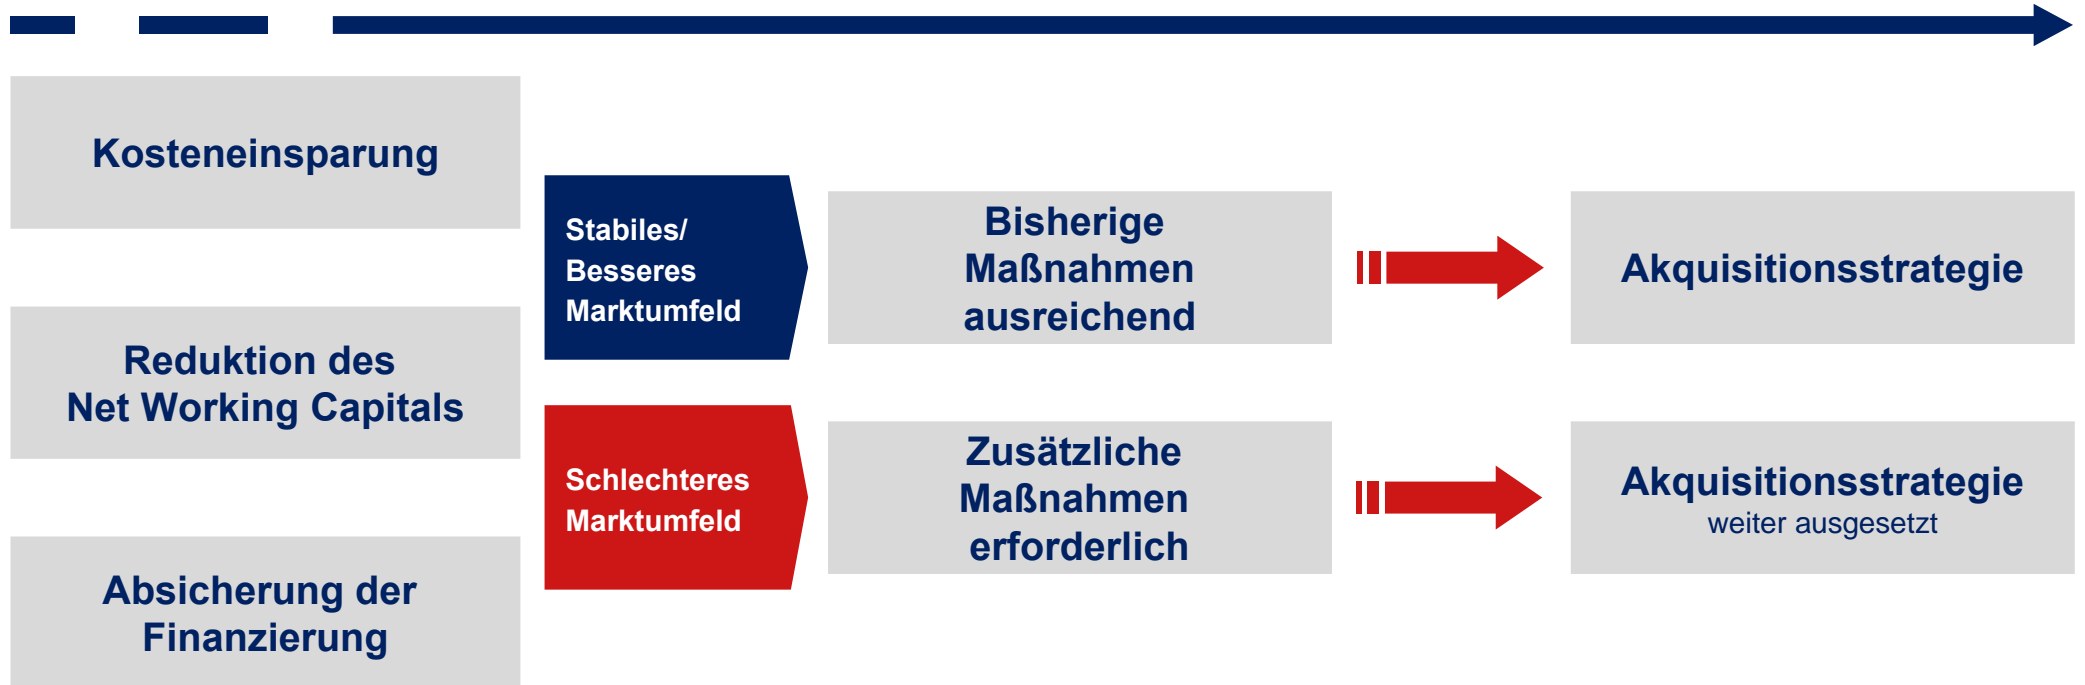 Kosteneinsparung
Reduktion des
Net Working Capitals
Absicherung der
Finanzierung
Stabiles/
Besseres
Marktumfeld
Bisherige
Maßnahmen
ausreichend
Akquisitionsstrategie
Schlechteres
Marktumfeld
Zusätzliche
Maßnahmen
erforderlich
Akquisitionsstrategie
weiter ausgesetzt